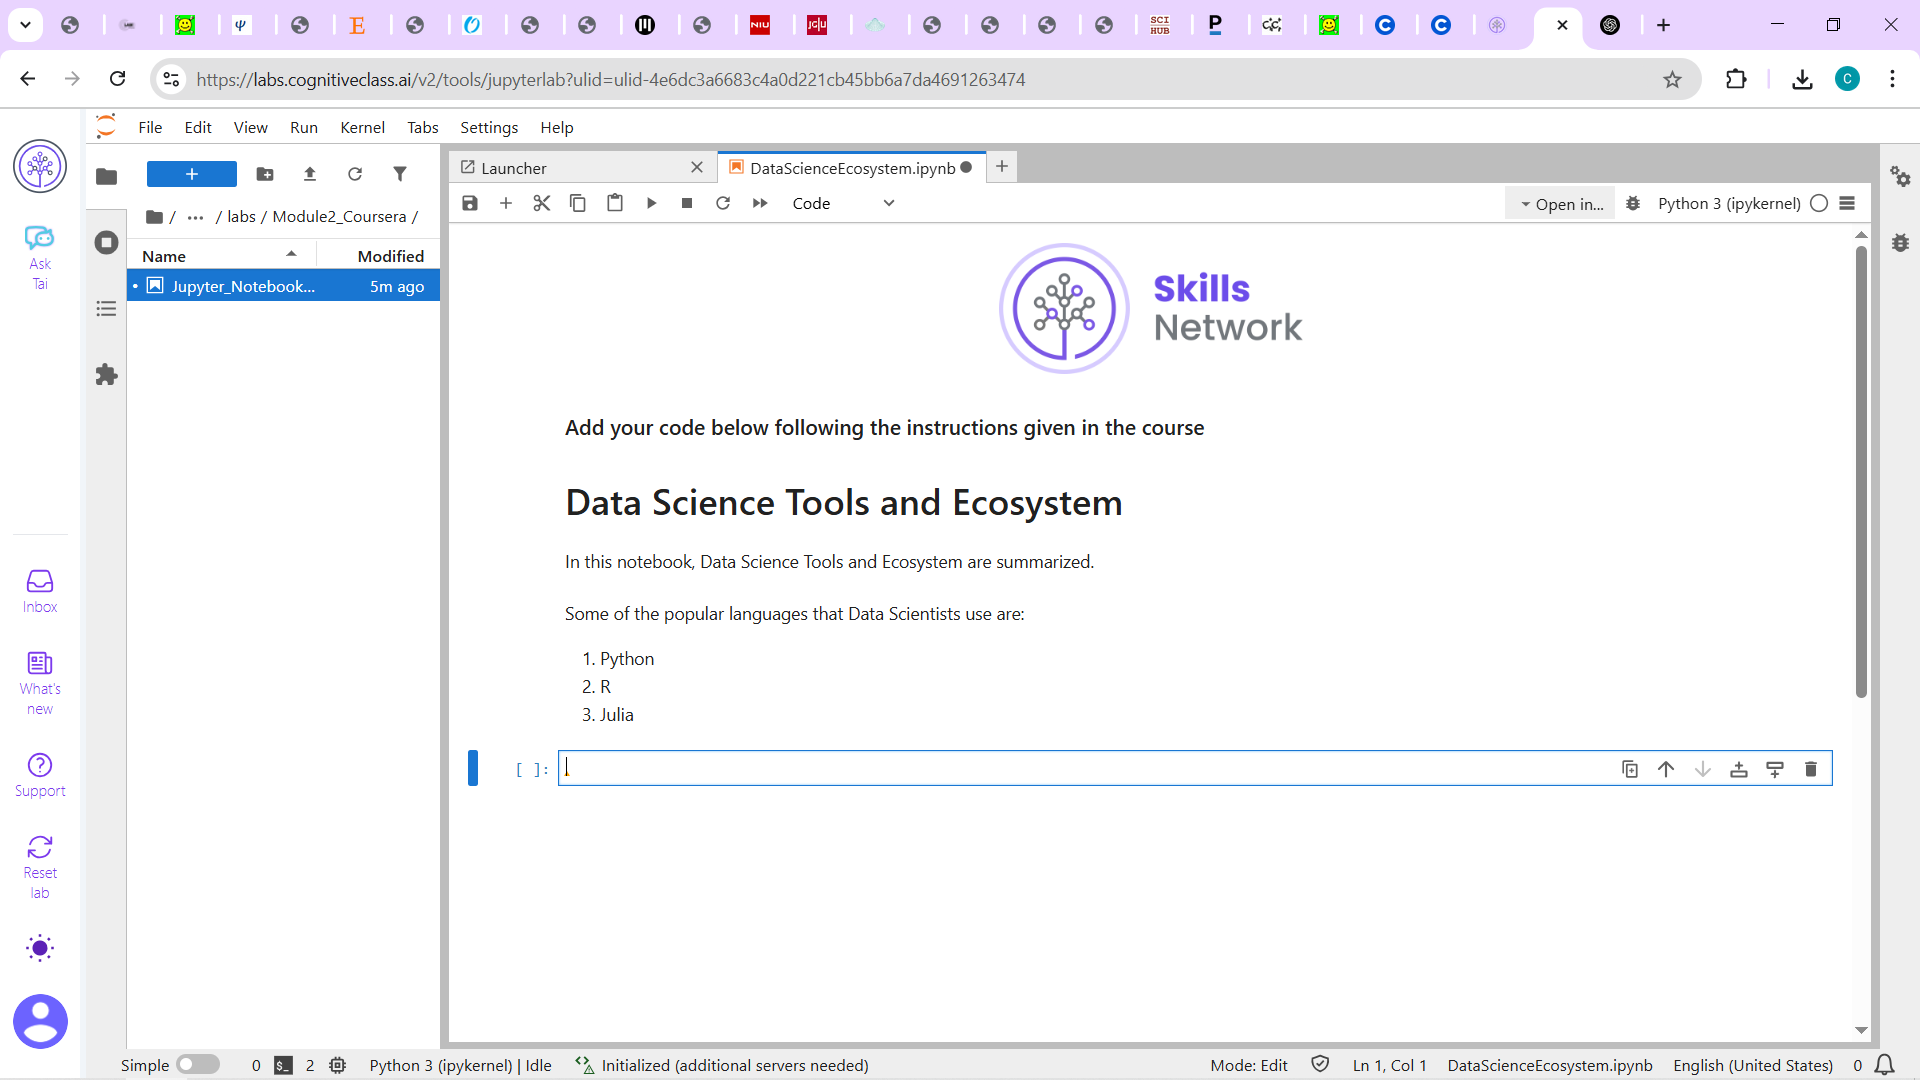 https://labs.cognitiveclass.ai/v2/tools/jupyterlab?ulid=ulid-4e6dc3a6683c4a0d221cb45bb6a7da4691263474
File Edit View Run Kernel Tabs Settings Help
Launcher
DataScienceEcosystem.ipynb
Code
Open in...
Python 3 (ipykernel)
/ ... / labs / Module2_Coursera /
Name Modified
Jupyter_Notebook... 5m ago
Ask
Tai
Inbox
What's
new
Support
Reset
lab
Skills
Network
Add your code below following the instructions given in the course
Data Science Tools and Ecosystem
In this notebook, Data Science Tools and Ecosystem are summarized.
Some of the popular languages that Data Scientists use are:
1. Python
2. R
3. Julia
[ ]:
Simple 0 2 Python 3 (ipykernel) | Idle Initialized (additional servers needed) Mode: Edit Ln 1, Col 1 DataScienceEcosystem.ipynb English (United States) 0